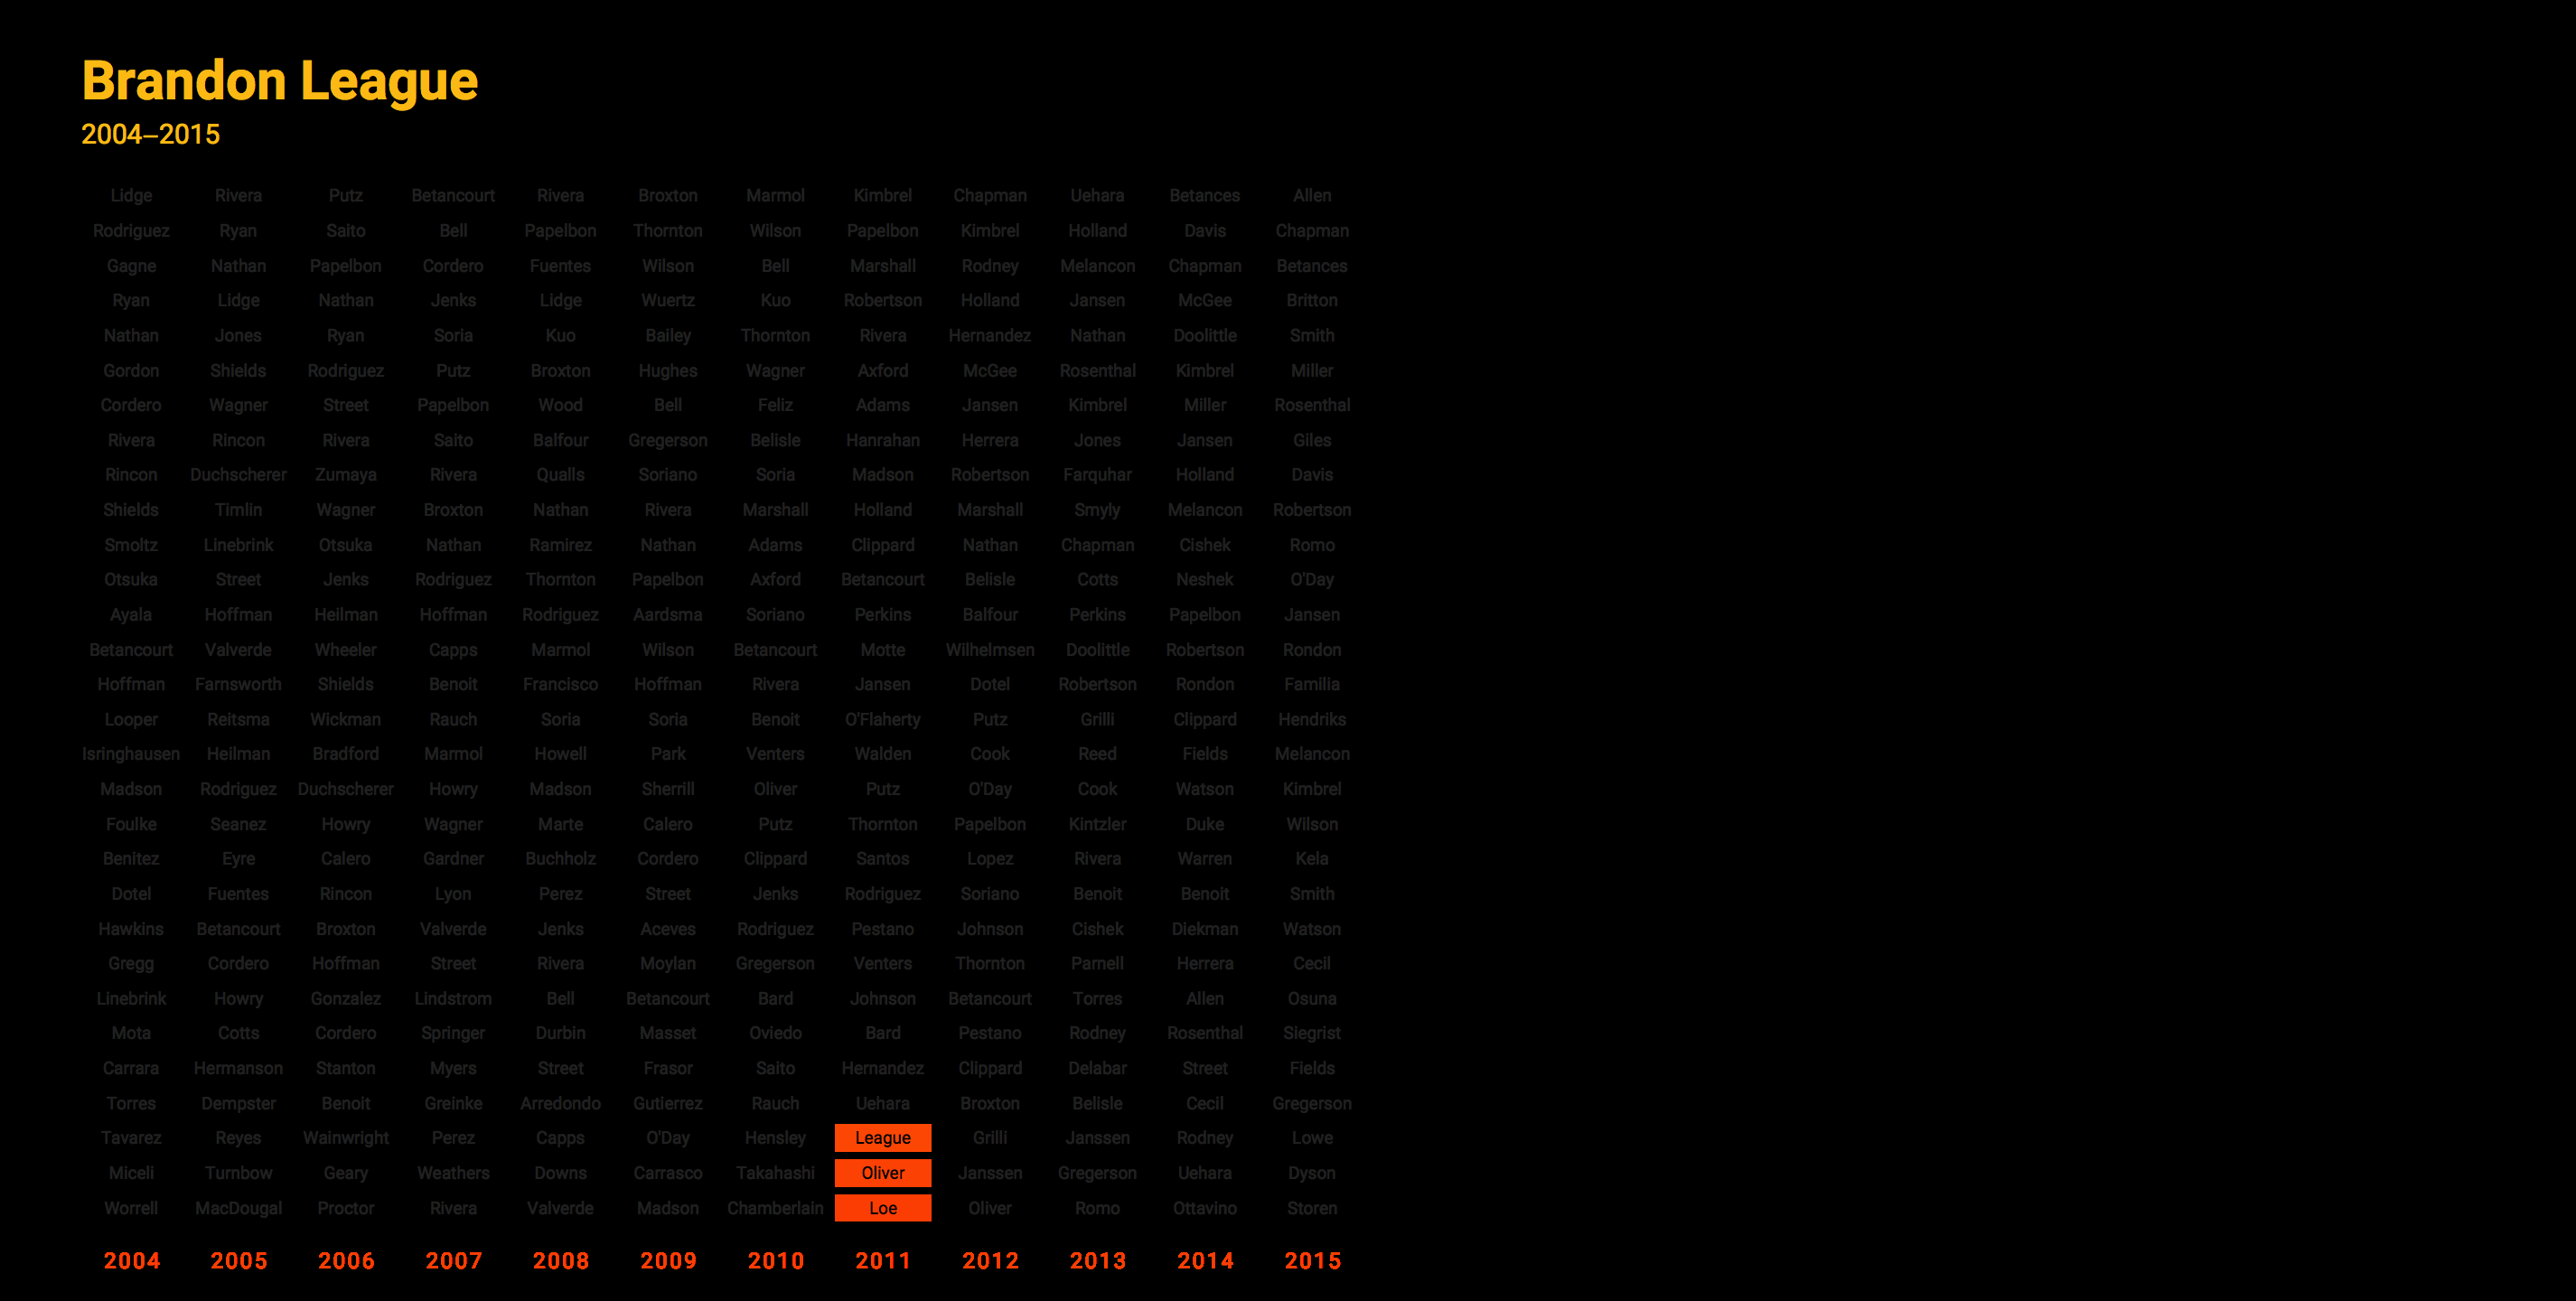 Brandon League
2004–2015
Lidge Rivera Putz Betancourt Rivera Broxton Marmol Kimbrel Chapman Uehara Betances Allen
Rodriguez Ryan Saito Bell Papelbon Thornton Wilson Papelbon Kimbrel Holland Davis Chapman
Gagne Nathan Papelbon Cordero Fuentes Wilson Bell Marshall Rodney Melancon Chapman Betances
Ryan Lidge Nathan Jenks Lidge Wuertz Kuo Robertson Holland Jansen McGee Britton
Nathan Jones Ryan Soria Kuo Bailey Thornton Rivera Hernandez Nathan Doolittle Smith
Gordon Shields Rodriguez Putz Broxton Hughes Wagner Axford McGee Rosenthal Kimbrel Miller
Cordero Wagner Street Papelbon Wood Bell Feliz Adams Jansen Kimbrel Miller Rosenthal
Rivera Rincon Rivera Saito Balfour Gregerson Belisle Hanrahan Herrera Jones Jansen Giles
Rincon Duchscherer Zumaya Rivera Qualls Soriano Soria Madson Robertson Farquhar Holland Davis
Shields Timlin Wagner Broxton Nathan Rivera Marshall Holland Marshall Smyly Melancon Robertson
Smoltz Linebrink Otsuka Nathan Ramirez Nathan Adams Clippard Nathan Chapman Cishek Romo
Otsuka Street Jenks Rodriguez Thornton Papelbon Axford Betancourt Belisle Cotts Neshek O'Day
Ayala Hoffman Heilman Hoffman Rodriguez Aardsma Soriano Perkins Balfour Perkins Papelbon Jansen
Betancourt Valverde Wheeler Capps Marmol Wilson Betancourt Motte Wilhelmsen Doolittle Robertson Rondon
Hoffman Farnsworth Shields Benoit Francisco Hoffman Rivera Jansen Dotel Robertson Rondon Familia
Looper Reitsma Wickman Rauch Soria Soria Benoit O'Flaherty Putz Grilli Clippard Hendriks
Isringhausen Heilman Bradford Marmol Howell Park Venters Walden Cook Reed Fields Melancon
Madson Rodriguez Duchscherer Howry Madson Sherrill Oliver Putz O'Day Cook Watson Kimbrel
Foulke Seanez Howry Wagner Marte Calero Putz Thornton Papelbon Kintzler Duke Wilson
Benitez Eyre Calero Gardner Buchholz Cordero Clippard Santos Lopez Rivera Warren Kela
Dotel Fuentes Rincon Lyon Perez Street Jenks Rodriguez Soriano Benoit Benoit Smith
Hawkins Betancourt Broxton Valverde Jenks Aceves Rodriguez Pestano Johnson Cishek Diekman Watson
Gregg Cordero Hoffman Street Rivera Moylan Gregerson Venters Thornton Parnell Herrera Cecil
Linebrink Howry Gonzalez Lindstrom Bell Betancourt Bard Johnson Betancourt Torres Allen Osuna
Mota Cotts Cordero Springer Durbin Masset Oviedo Bard Pestano Rodney Rosenthal Siegrist
Carrara Hermanson Stanton Myers Street Frasor Saito Hernandez Clippard Delabar Street Fields
Torres Dempster Benoit Greinke Arredondo Gutierrez Rauch Uehara Broxton Belisle Cecil Gregerson
Tavarez Reyes Wainwright Perez Capps O'Day Hensley League Grilli Janssen Rodney Lowe
Miceli Turnbow Geary Weathers Downs Carrasco Takahashi Oliver Janssen Gregerson Uehara Dyson
Worrell MacDougal Proctor Rivera Valverde Madson Chamberlain Loe Oliver Romo Ottavino Storen
2004 2005 2006 2007 2008 2009 2010 2011 2012 2013 2014 2015